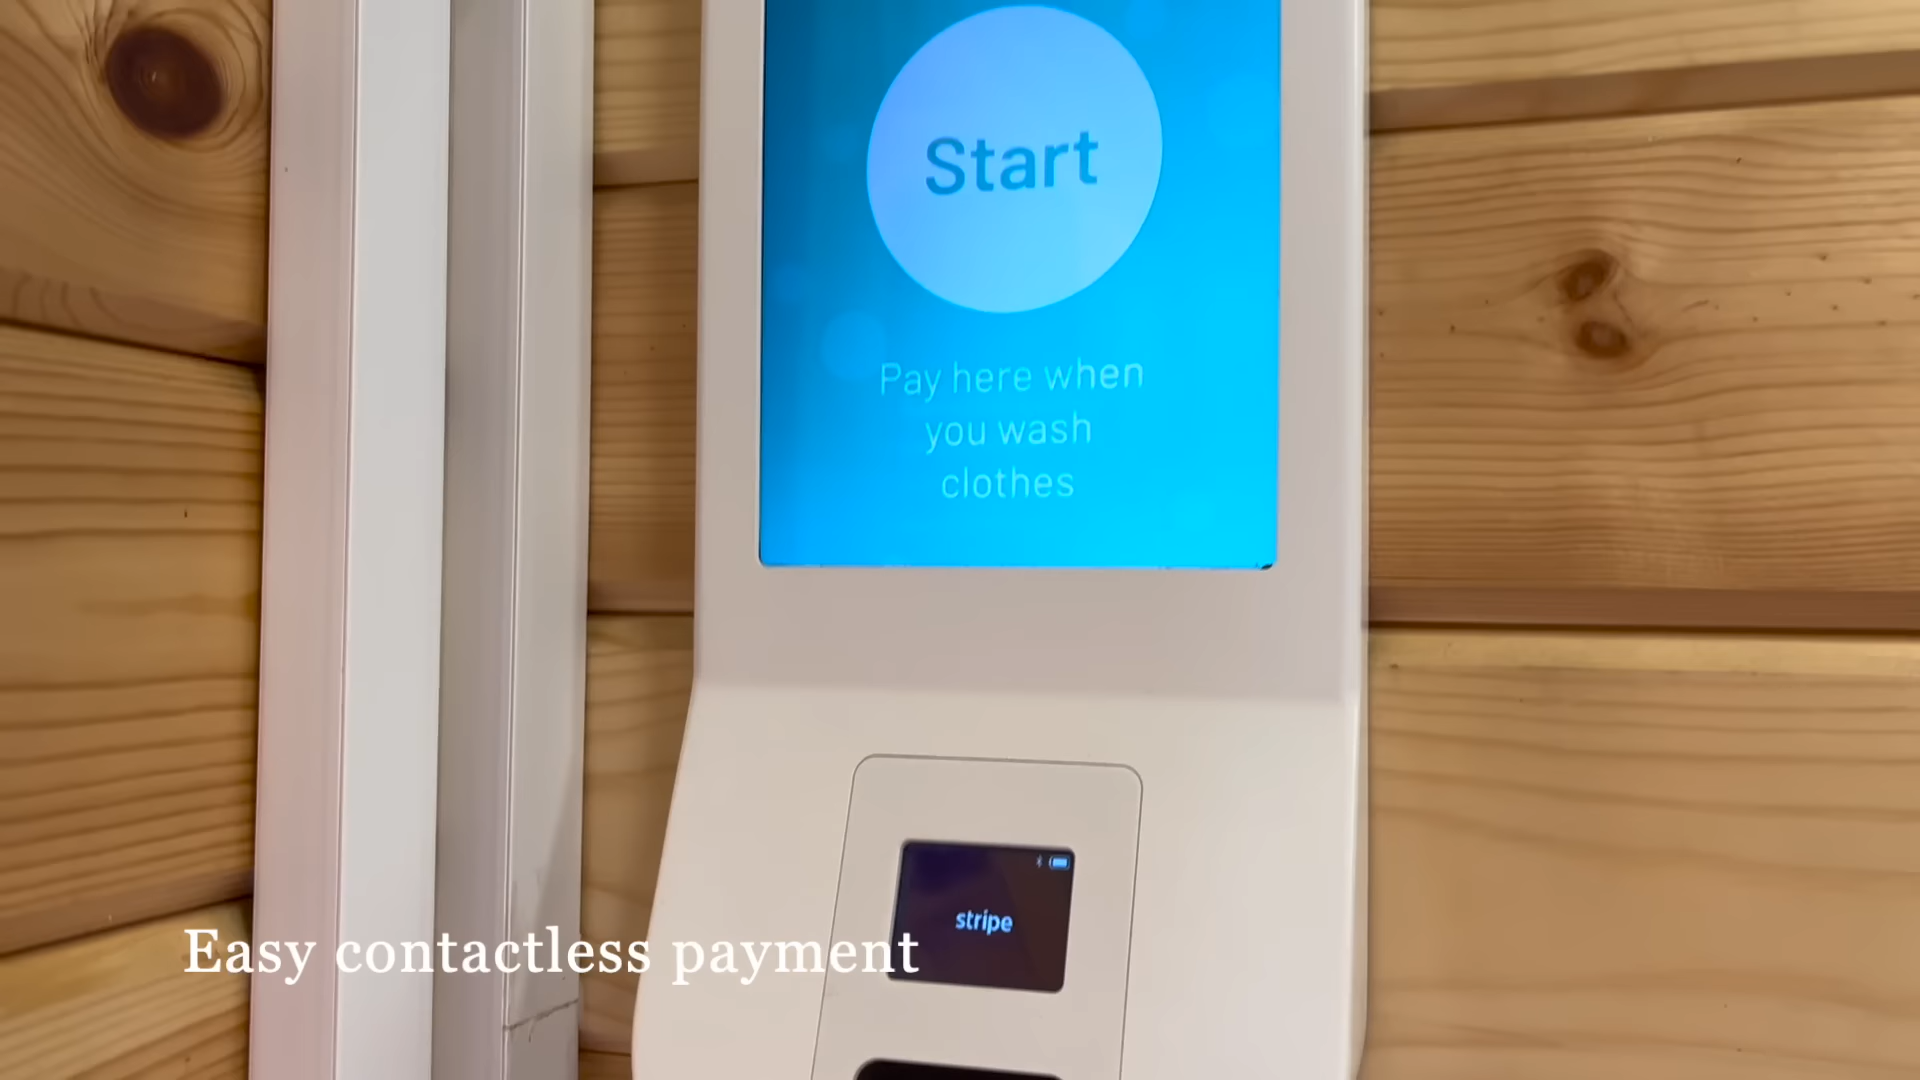 Start
Pay here when
you wash
clothes
stripe
Easy contactless payment